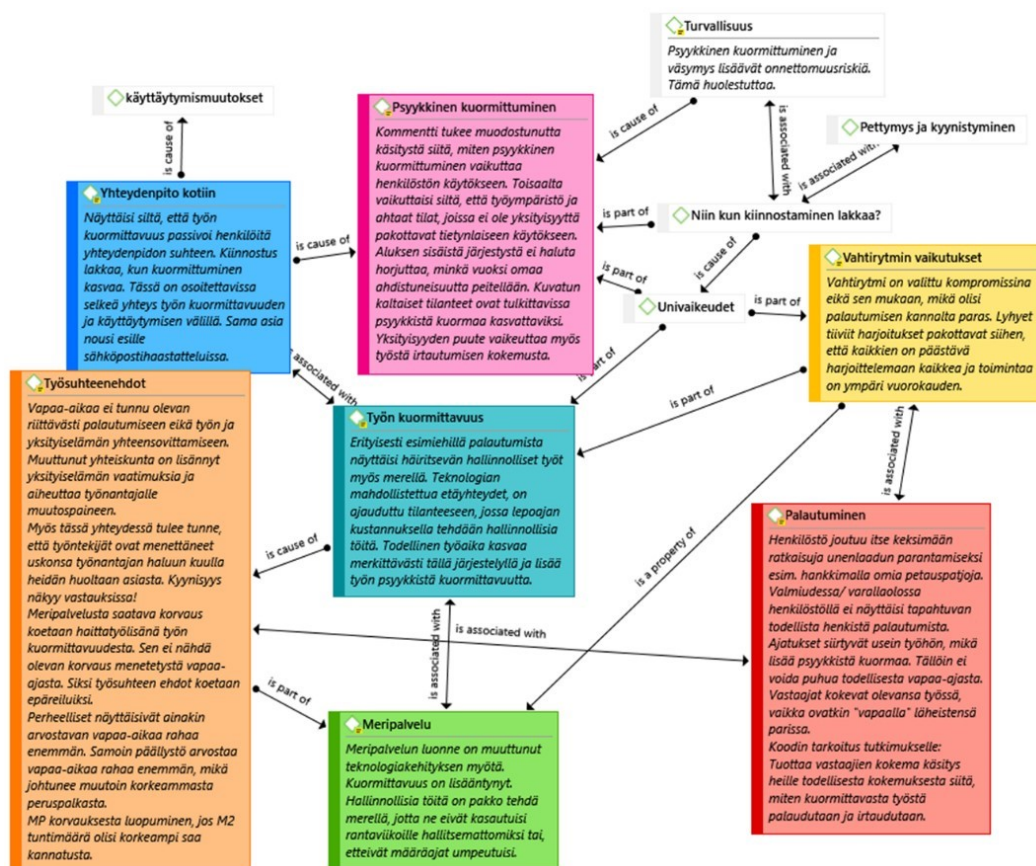 Turvallisuus
Psyykkinen kuormittuminen ja
väsymys lisäävät onnettomuusriskiä.
Tämä huolestuttaa.
käyttäytymismuutokset
Psyykkinen kuormittuminen
Kommentti tukee muodostunutta
käsitystä siitä, miten psyykkinen
kuormittuminen vaikuttaa
henkilöstön käytökseen. Toisaalta
vaikuttaisi siltä, että työympäristö ja
ahtaat tilat, joissa ei ole yksityisyyttä
pakottavat tietynlaiseen käytökseen.
Aluksen sisäistä järjestystä ei haluta
horjuttaa, minkä vuoksi omaa
ahdistuneisuutta peitellään. Kuvatun
kaltaiset tilanteet ovat tulkittavissa
psyykkistä kuormaa kasvattaviksi.
Yksityisyyden puute vaikeuttaa myös
työstä irtautumisen kokemusta.
is cause of
is associated with
Pettymys ja kyynistyminen
is associated with
is cause of
Yhteydenpito kotiin
Näyttäisi siltä, että työn
kuormittavuus passivoi henkilöitä
yhteydenpidon suhteen. Kiinnostus
lakkaa, kun kuormittuminen
kasvaa. Tässä on osoitettavissa
selkeä yhteys työn kuormittavuuden
ja käyttäytymisen välillä. Sama asia
nousi esille
sähköpostihaastatteluissa.
is cause of
is part of
Niin kun kiinnostaminen lakkaa?
is cause of
is part of
Univaikeudet
is part of
Vahtirytmin vaikutukset
Vahtirytmi on valittu kompromissina
eikä sen mukaan, mikä olisi
palautumisen kannalta paras. Lyhyet
tiiviit harjoitukset pakottavat siihen,
että kaikkien on päästävä
harjoittelemaan kaikkea ja toimintaa
on ympäri vuorokauden.
is associated with
is part of
is part of
is associated with
Työsuhteenehdot
Vapaa-aikaa ei tunnu olevan
riittävästi palautumiseen eikä työn ja
yksityiselämän yhteensovittamiseen.
Muuttunut yhteiskunta on lisännyt
yksityiselämän vaatimuksia ja
aiheuttaa työnantajalle
muutospaineen.
Myös tässä yhteydessä tulee tunne,
että työntekijät ovat menettäneet
uskonsa työnantajan haluun kuulla
heidän huoltaan asiasta. Kyynisyys
näkyy vastauksissa!
Meripalvelusta saatava korvaus
koetaan haittatyölisänä työn
kuormittavuudesta. Sen ei nähdä
olevan korvaus menetetystä vapaa-
ajasta. Siksi työsuhteen ehdot koetaan
epäreiluiksi.
Perheelliset näyttäisivät ainakin
arvostavan vapaa-aikaa rahaa
enemmän. Samoin päällystö arvostaa
vapaa-aikaa rahaa enemmän, mikä
johtunee muutoin korkeammasta
peruspalkasta.
MP korvauksesta luopuminen, jos M2
tuntimäärä olisi korkeampi saa
kannatusta.
Työn kuormittavuus
Erityisesti esimiehillä palautumista
näyttäisi häiritsevän hallinnolliset työt
myös merellä. Teknologian
mahdollistettua etäyhteydet, on
ajauduttu tilanteeseen, jossa lepoajan
kustannuksella tehdään hallinnollisia
töitä. Todellinen työaika kasvaa
merkittävästi tällä järjestelyllä ja lisää
työn psyykkistä kuormittavuutta.
is cause of
is a property of
is associated with
is associated with
is part of
Palautuminen
Henkilöstö joutuu itse keksimään
ratkaisuja unenlaadun parantamiseksi
esim. hankkimalla omia petauspatjoja.
Valmiudessa/ varallaolossa
henkilöstöllä ei näyttäisi tapahtuvan
todellista henkistä palautumista.
Ajatukset siirtyvät usein työhön, mikä
lisää psyykkistä kuormaa. Tällöin ei
voida puhua todellisesta vapaa-ajasta.
Vastaajat kokevat olevansa työssä,
vaikka ovatkin "vapaalla" läheistensä
parissa.
Koodin tarkoitus tutkimukselle:
Tuottaa vastaajien kokema käsitys
heille todellisesta kokemuksesta siitä,
miten kuormittavasta työstä
palaudutaan ja irtaudutaan.
Meripalvelu
Meripalvelun luonne on muuttunut
teknologiakehityksen myötä.
Kuormittavuus on lisääntynyt.
Hallinnollisia töitä on pakko tehdä
merellä, jotta ne eivät kasautuisi
rantaviikoille hallitsemattomiksi tai,
etteivät määräajat umpeutuisi.